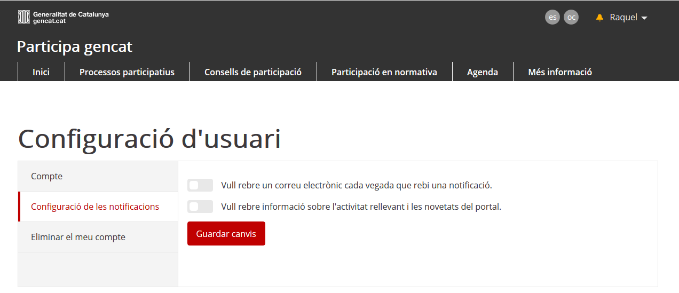 Generalitat de Catalunya
gencat.cat
es oc Raquel
Participa gencat
Inici Processos participatius Consells de participació Participació en normativa Agenda Més informació
Configuració d'usuari
Compte
Configuració de les notificacions
Eliminar el meu compte
Vull rebre un correu electrònic cada vegada que rebi una notificació.
Vull rebre informació sobre l'activitat rellevant i les novetats del portal.
Guardar canvis